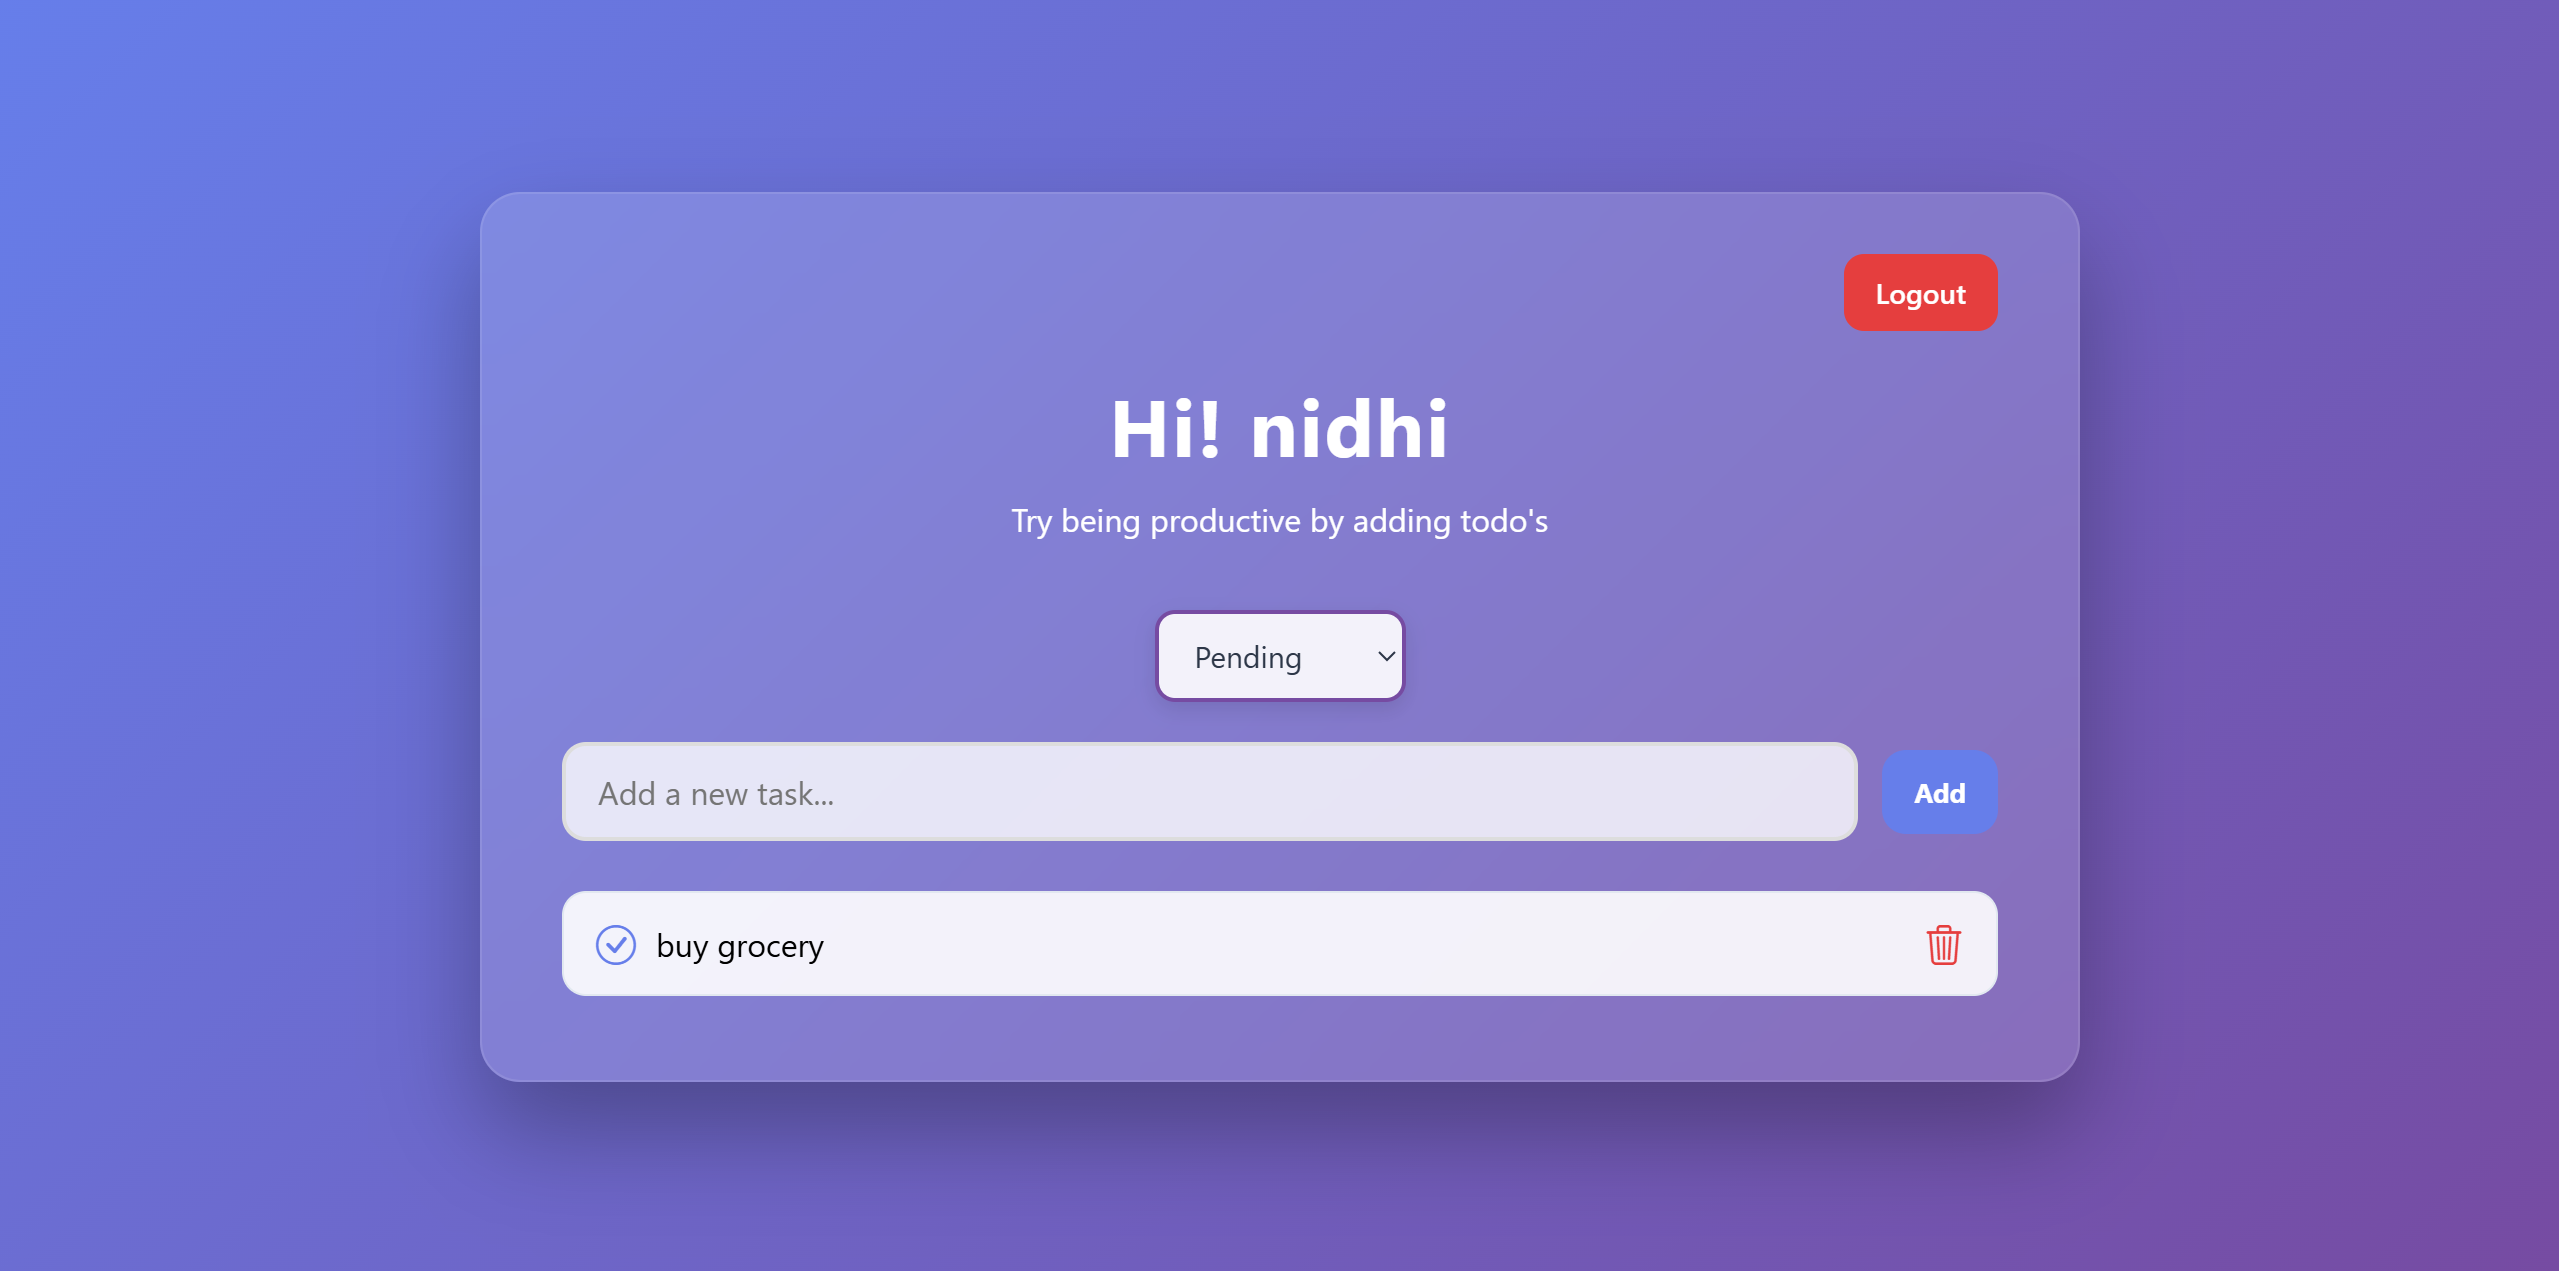 Logout
Hi! nidhi
Try being productive by adding todo's
Pending
Add a new task...
Add
buy grocery